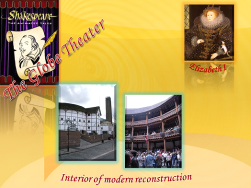 Shakespeare
The Globe Theater
Elizabeth I
Interior of modern reconstruction